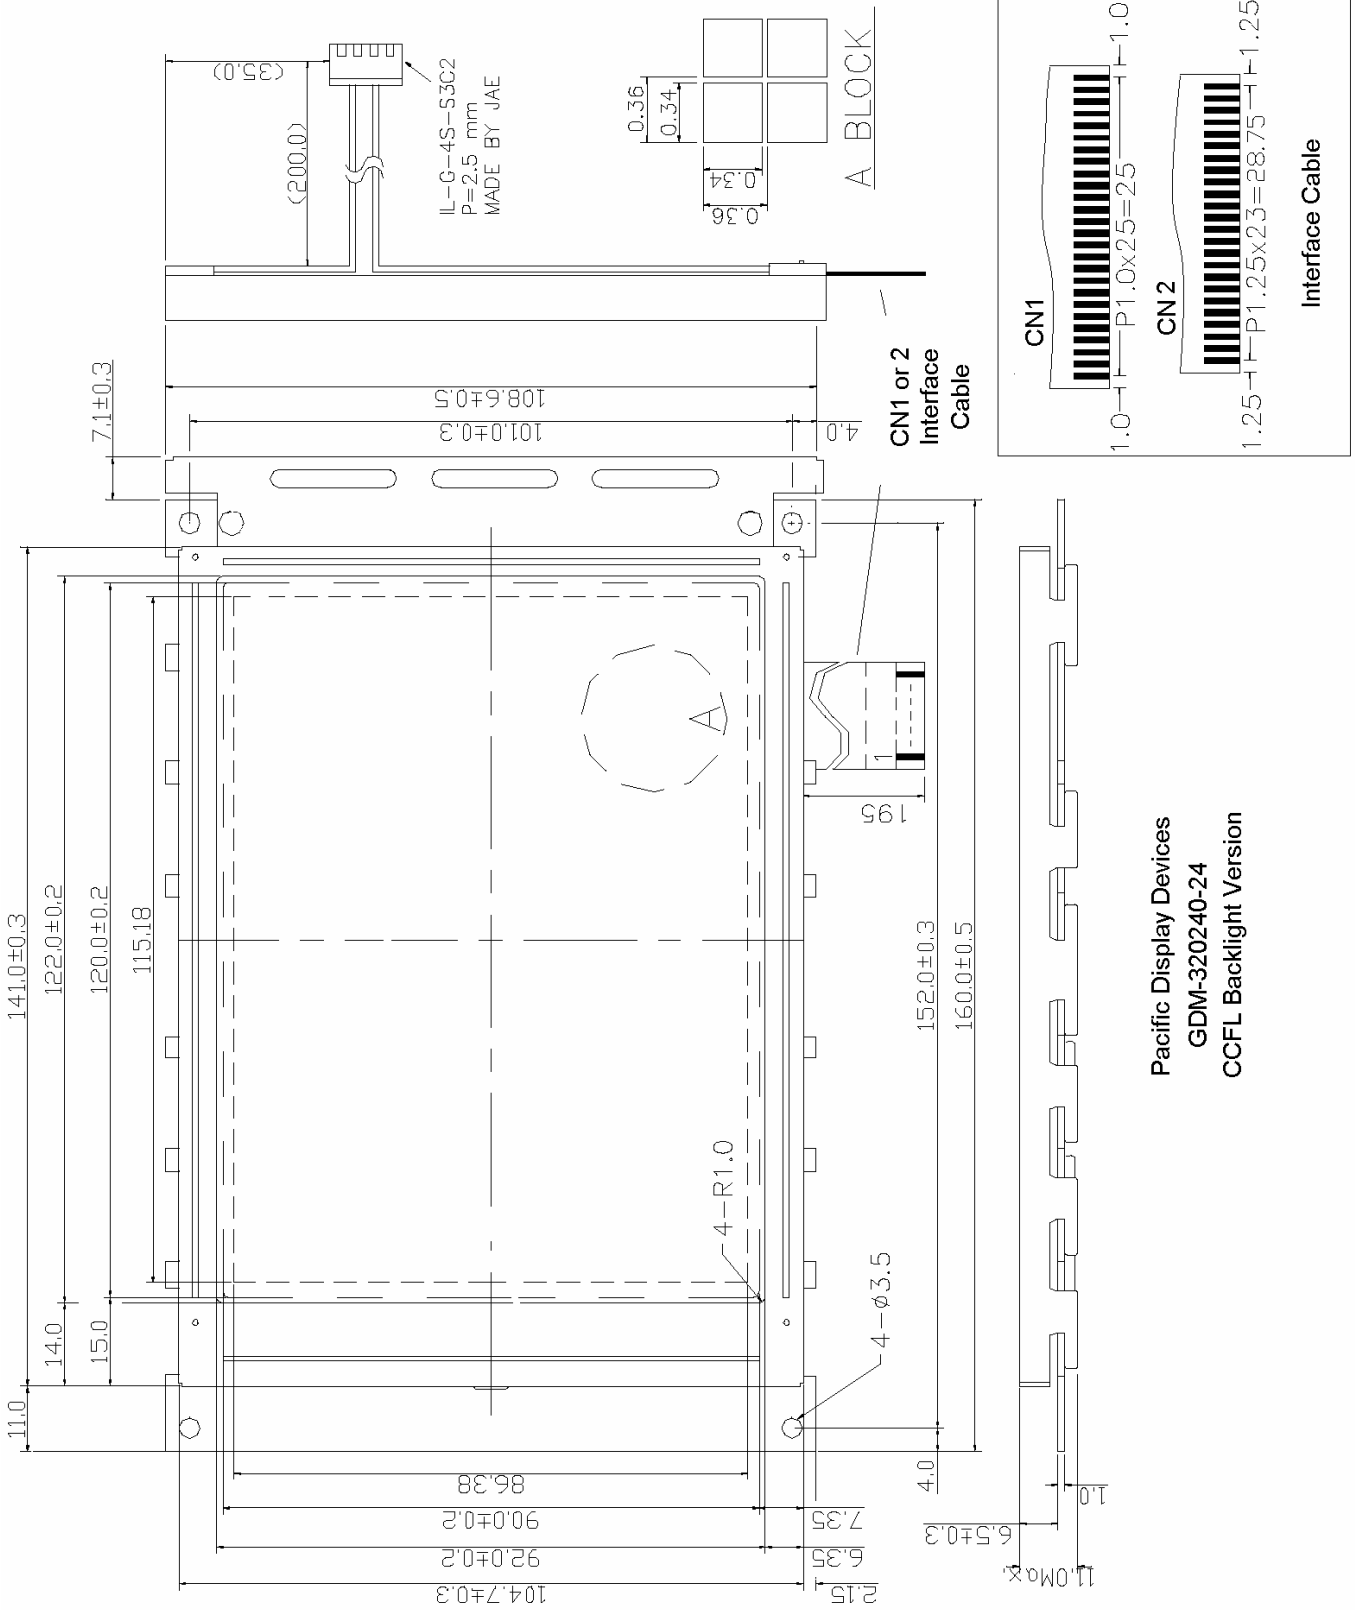 (35.0)
(200.0)
IL-G-4S-S3C2
P=2.5 mm
MADE BY JAE
0.36
0.34
0.34
0.36
A BLOCK
CN1
1.0
P1.0x25=25
1.0
CN 2
1.25
P1.25x23=28.75
1.25
Interface Cable
7.1±0.3
108.6±0.5
101.0±0.3
4.0
CN1 or 2
Interface
Cable
141.0±0.3
122.0±0.2
120.0±0.2
115.18
14.0
15.0
11.0
A
1
195
152.0±0.3
160.0±0.5
4-R1.0
4-ø3.5
4.0
86.38
90.0±0.2
7.35
92.0±0.2
6.35
104.7±0.3
2.15
1.0
6.5±0.3
11.0Max.
Pacific Display Devices
GDM-320240-24
CCFL Backlight Version